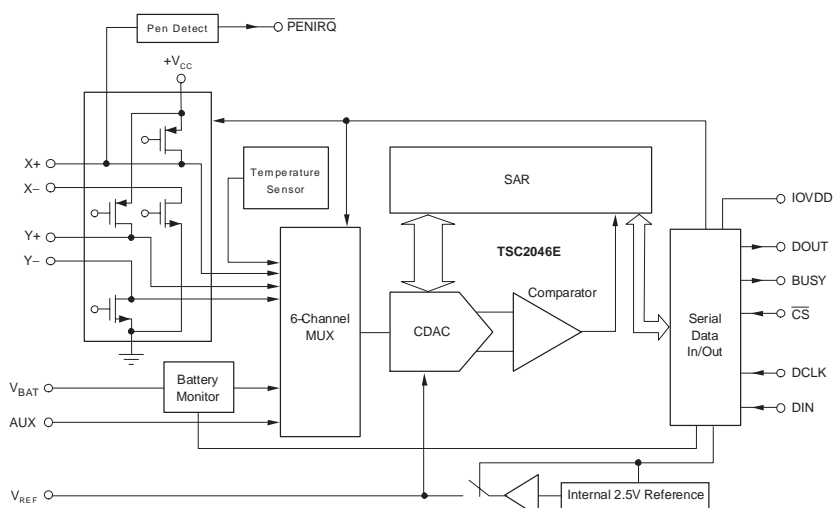 Pen Detect
PENIRQ
+VCC
X+
X–
Y+
Y–
Temperature
Sensor
SAR
TSC2046E
IOVDD
DOUT
BUSY
CS
DCLK
DIN
6–Channel
MUX
CDAC
Comparator
Serial
Data
In/Out
VBAT
Battery
Monitor
AUX
VREF
Internal 2.5V Reference